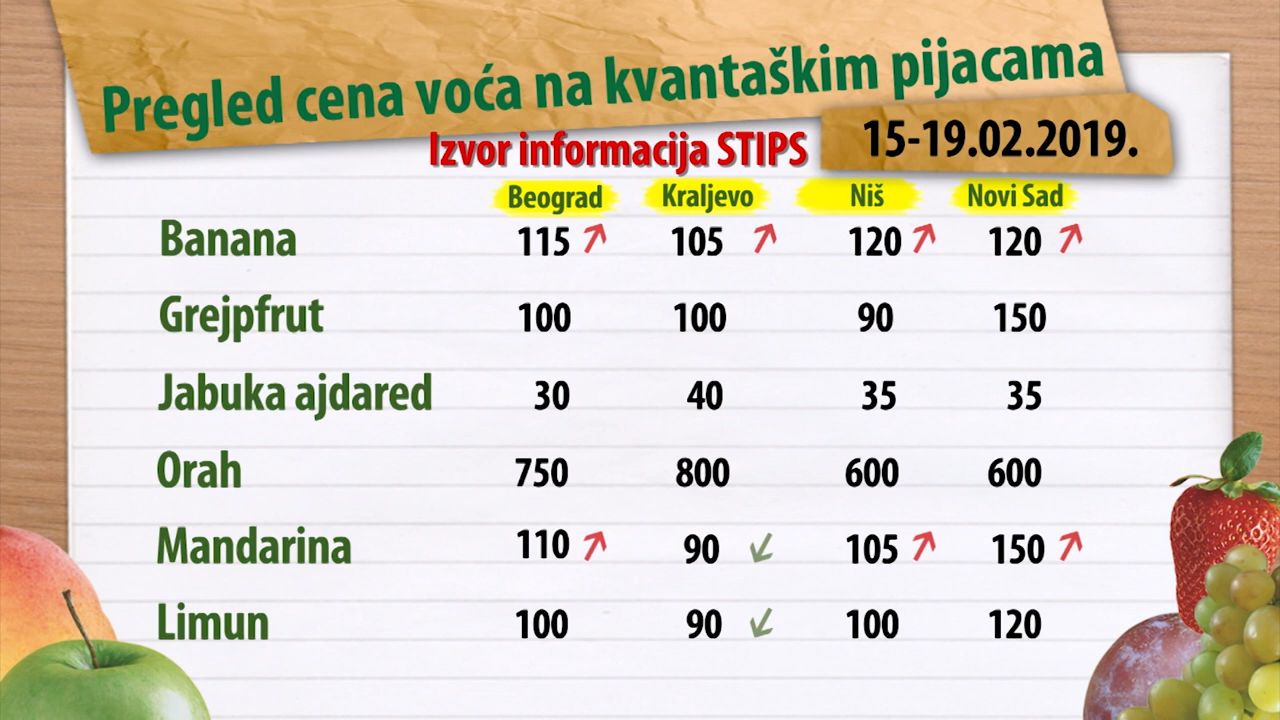 Pregled cena voća na kvantaškim pijacama
Izvor informacija STIPS 15-19.02.2019.
Beograd Kraljevo Niš Novi Sad
Banana 115 105 120 120
Grejpfrut 100 100 90 150
Jabuka ajdared 30 40 35 35
Orah 750 800 600 600
Mandarina 110 90 105 150
Limun 100 90 100 120